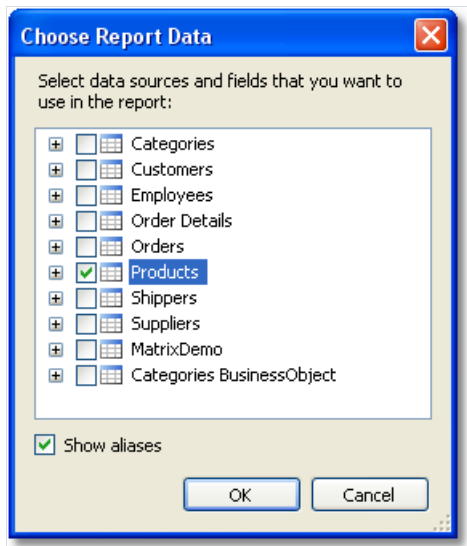 Choose Report Data
Select data sources and fields that you want to
use in the report:
Categories
Customers
Employees
Order Details
Orders
Products
Shippers
Suppliers
MatrixDemo
Categories BusinessObject
Show aliases
OK Cancel